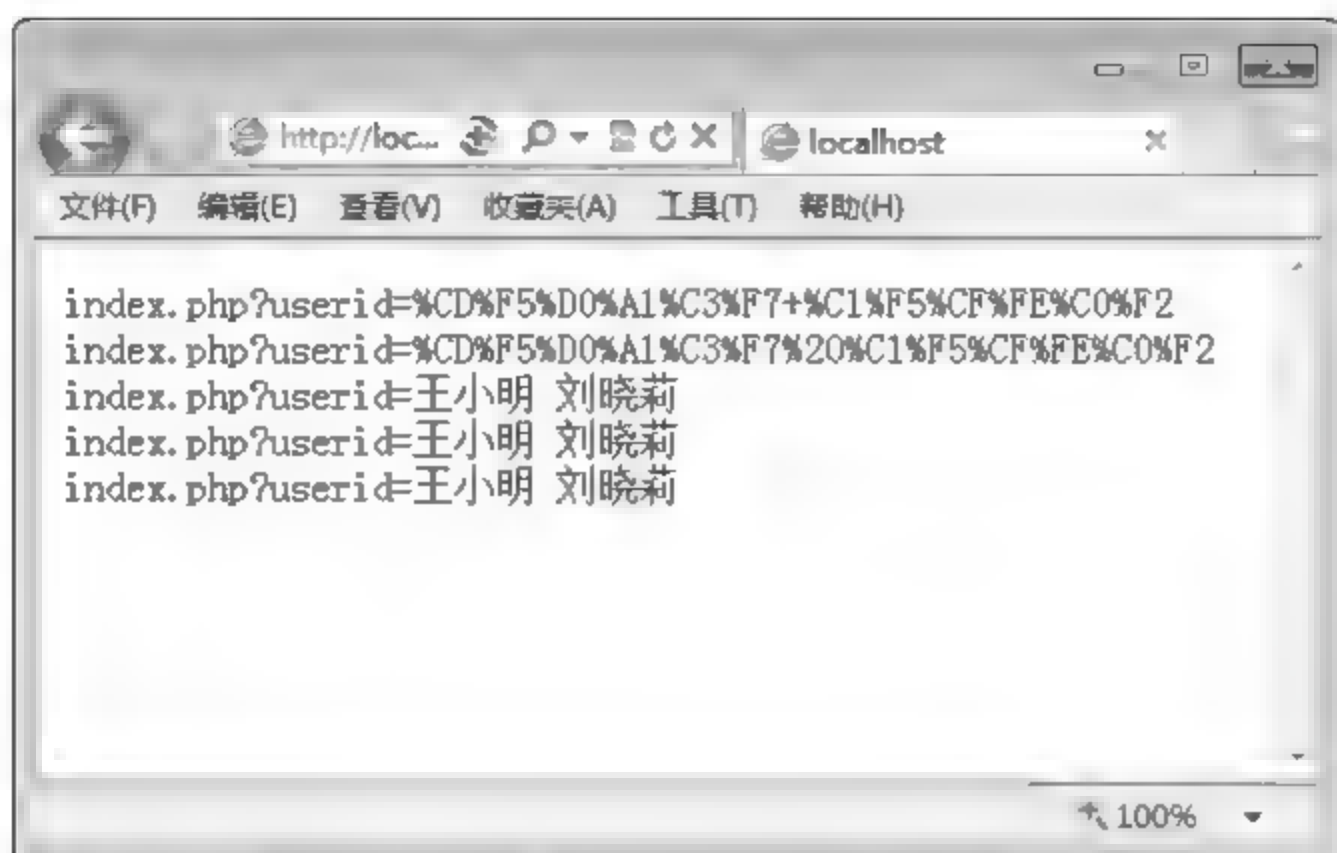 http://loc...
localhost
文件(F) 编辑(E) 查看(V) 收藏夹(A) 工具(T) 帮助(H)
index.php?userid=%CD%F5%D0%A1%C3%F7+%C1%F5%CF%FE%C0%F2
index.php?userid=%CD%F5%D0%A1%C3%F7%20%C1%F5%CF%FE%C0%F2
index.php?userid=王小明 刘晓莉
index.php?userid=王小明 刘晓莉
index.php?userid=王小明 刘晓莉
100%